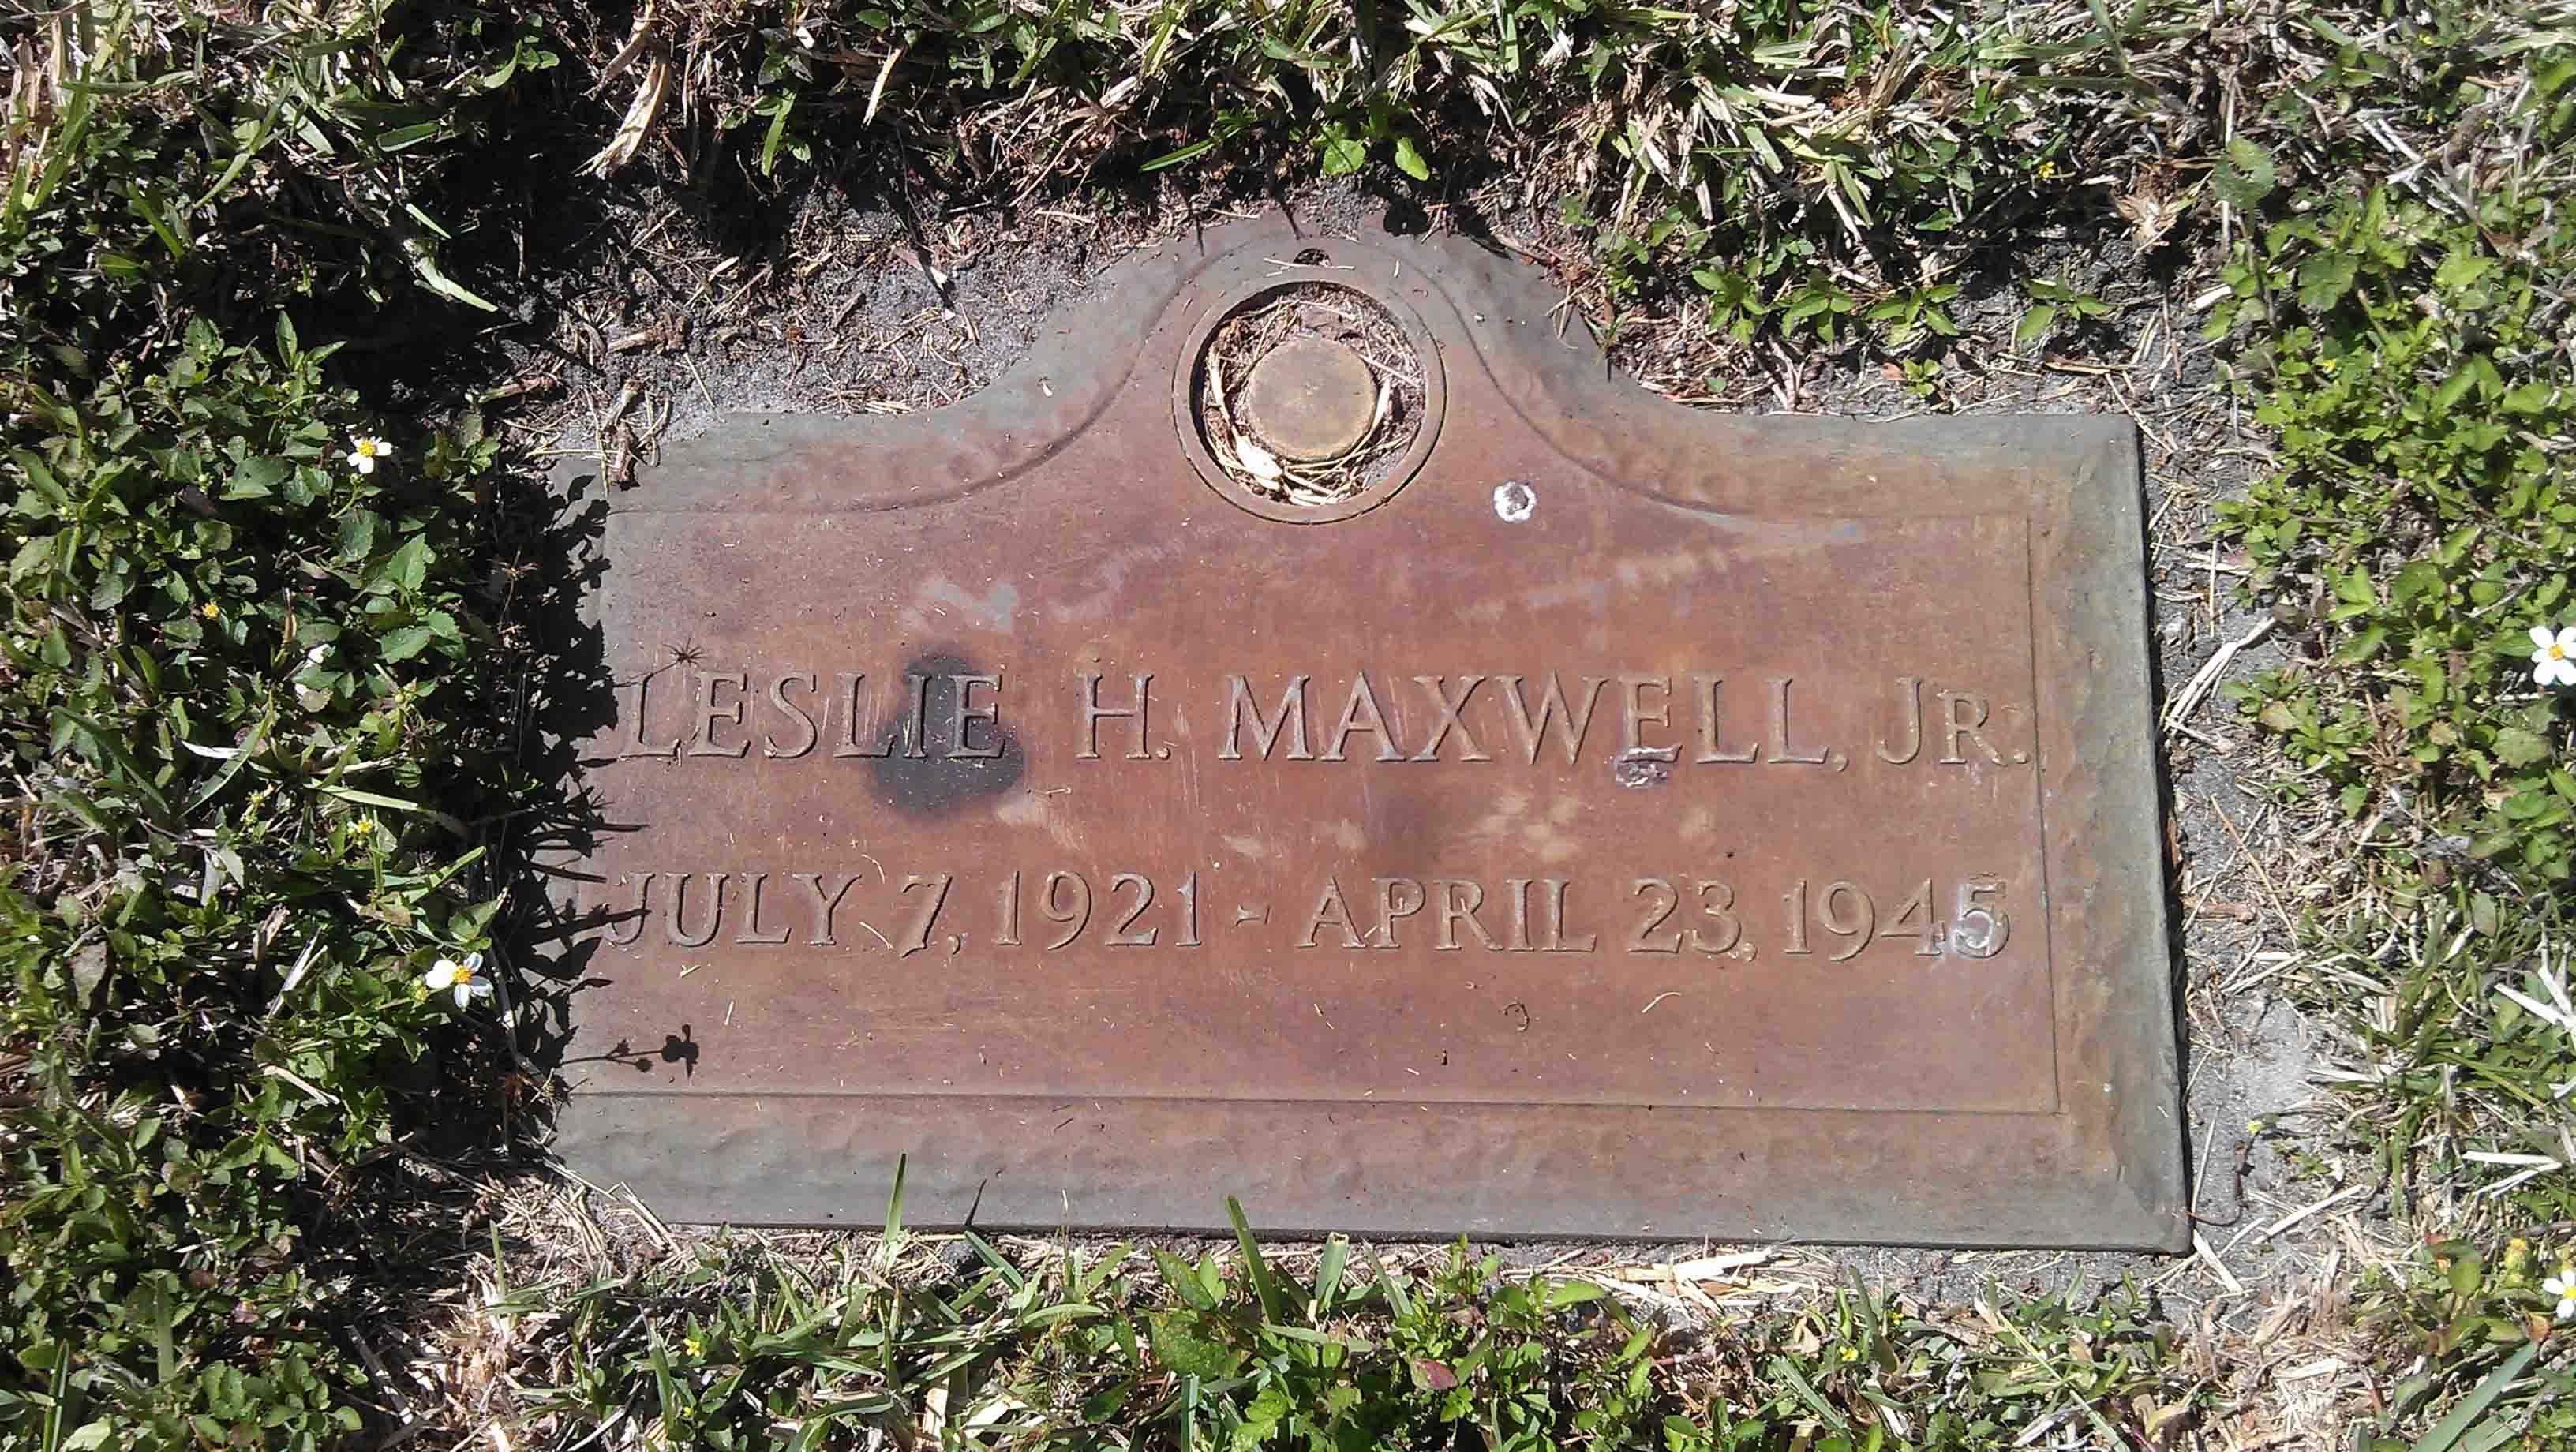 LESLIE H. MAXWELL, JR.
JULY 7, 1921 - APRIL 23, 1945